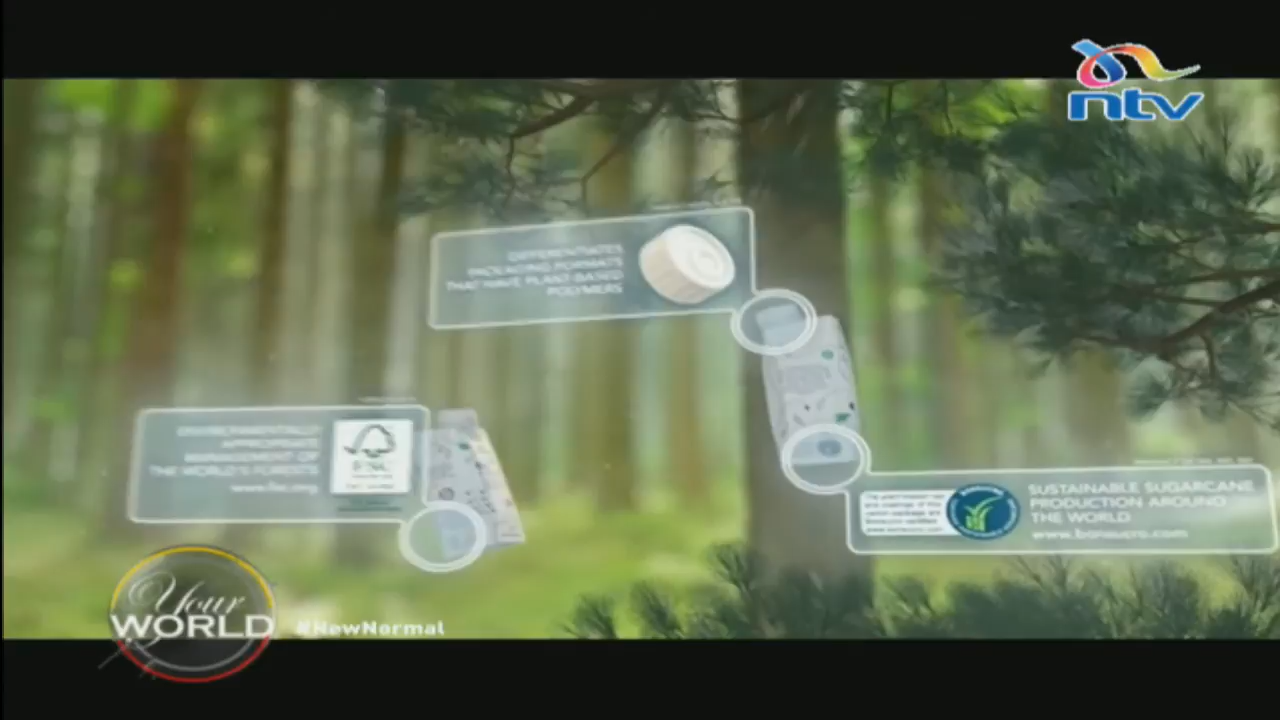 ntv
DIFFERENTIATES
PACKAGING FORMATS
THAT HAVE PLANT-BASED
POLYMERS
ENVIRONMENTALLY
APPROPRIATE
MANAGEMENT OF
THE WORLD'S FORESTS
www.fsc.org
FSC
SUSTAINABLE SUGARCANE
PRODUCTION AROUND
THE WORLD
www.bonsucro.com
Your
WORLD
#NewNormal